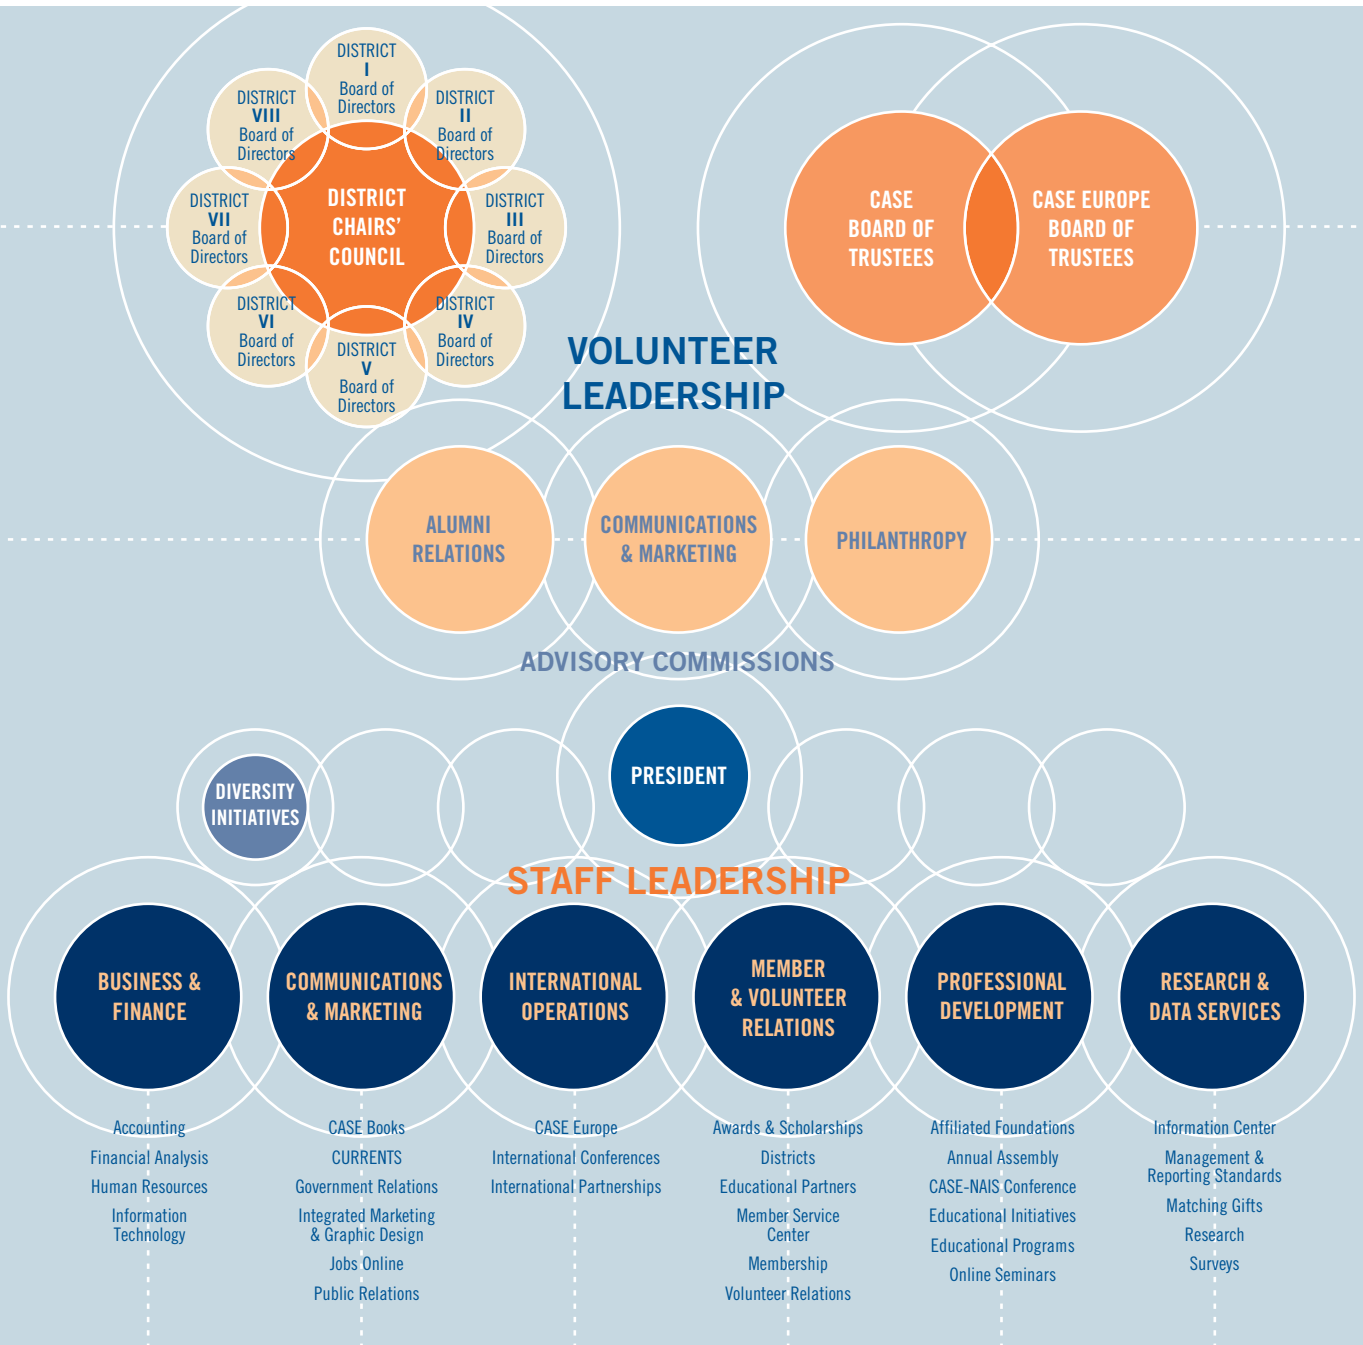 DISTRICT
I
Board of
Directors
DISTRICT
II
Board of
Directors
DISTRICT
III
Board of
Directors
DISTRICT
IV
Board of
Directors
DISTRICT
V
Board of
Directors
DISTRICT
VI
Board of
Directors
DISTRICT
VII
Board of
Directors
DISTRICT
VIII
Board of
Directors
DISTRICT
CHAIRS’
COUNCIL
CASE
BOARD OF
TRUSTEES
CASE EUROPE
BOARD OF
TRUSTEES
VOLUNTEER
LEADERSHIP
ALUMNI
RELATIONS
COMMUNICATIONS
& MARKETING
PHILANTHROPY
ADVISORY COMMISSIONS
PRESIDENT
DIVERSITY
INITIATIVES
STAFF LEADERSHIP
BUSINESS &
FINANCE
Accounting
Financial Analysis
Human Resources
Information
Technology
COMMUNICATIONS
& MARKETING
CASE Books
CURRENTS
Government Relations
Integrated Marketing
& Graphic Design
Jobs Online
Public Relations
INTERNATIONAL
OPERATIONS
CASE Europe
International Conferences
International Partnerships
MEMBER
& VOLUNTEER
RELATIONS
Awards & Scholarships
Districts
Educational Partners
Member Service
Center
Membership
Volunteer Relations
PROFESSIONAL
DEVELOPMENT
Affiliated Foundations
Annual Assembly
CASE-NAIS Conference
Educational Initiatives
Educational Programs
Online Seminars
RESEARCH &
DATA SERVICES
Information Center
Management &
Reporting Standards
Matching Gifts
Research
Surveys